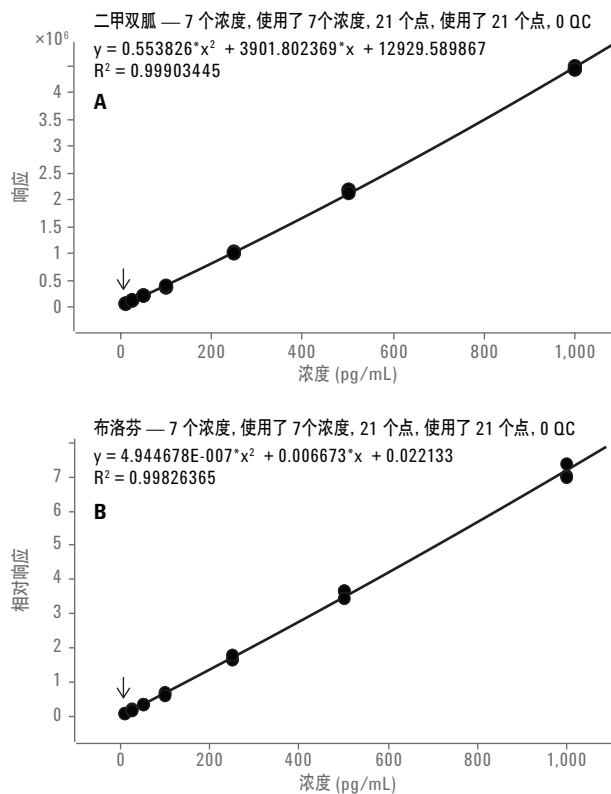 二甲双胍 — 7 个浓度, 使用了 7个浓度, 21 个点, 使用了 21 个点, 0 QC
×10⁶
y = 0.553826*x² + 3901.802369*x + 12929.589867
R² = 0.99903445
A
4
3.5
3
2.5
2
1.5
1
0.5
0
响应
0 200 400 600 800 1,000
浓度 (pg/mL)
布洛芬 — 7 个浓度, 使用了 7个浓度, 21 个点, 使用了 21 个点, 0 QC
y = 4.944678E-007*x² + 0.006673*x + 0.022133
R² = 0.99826365
B
7
6
5
4
3
2
1
0
相对响应
0 200 400 600 800 1,000
浓度 (pg/mL)